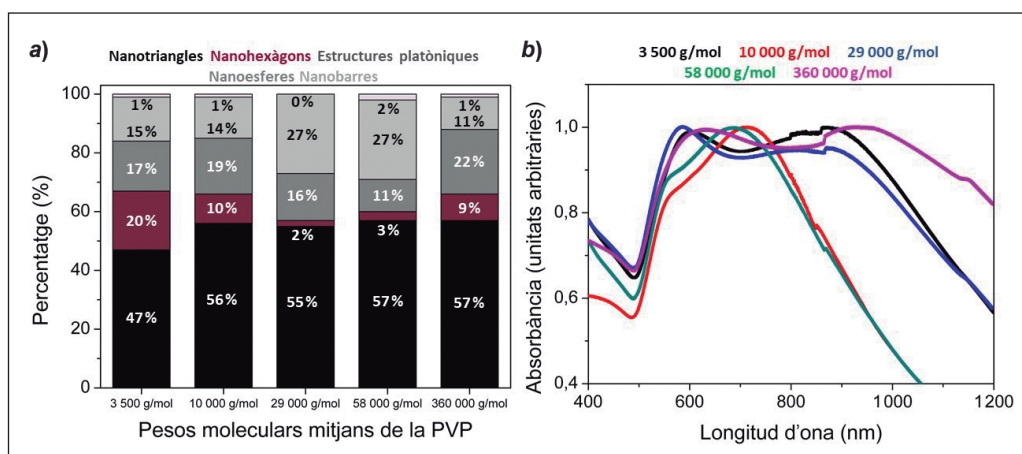 a)
Nanotriangles Nanohexàgons Estructures platòniques
Nanoesferes Nanobarres
Percentatge (%)
100
80
60
40
20
0
1%
15%
17%
20%
47%
1%
14%
19%
10%
56%
0%
27%
16%
2%
55%
2%
27%
11%
3%
57%
1%
11%
22%
9%
57%
3 500 g/mol 10 000 g/mol 29 000 g/mol 58 000 g/mol 360 000 g/mol
Pesos moleculars mitjans de la PVP
b)
3 500 g/mol 10 000 g/mol 29 000 g/mol
58 000 g/mol 360 000 g/mol
Absorbància (unitats arbitràries)
1,0
0,8
0,6
0,4
400 600 800 1000 1200
Longitud d'ona (nm)